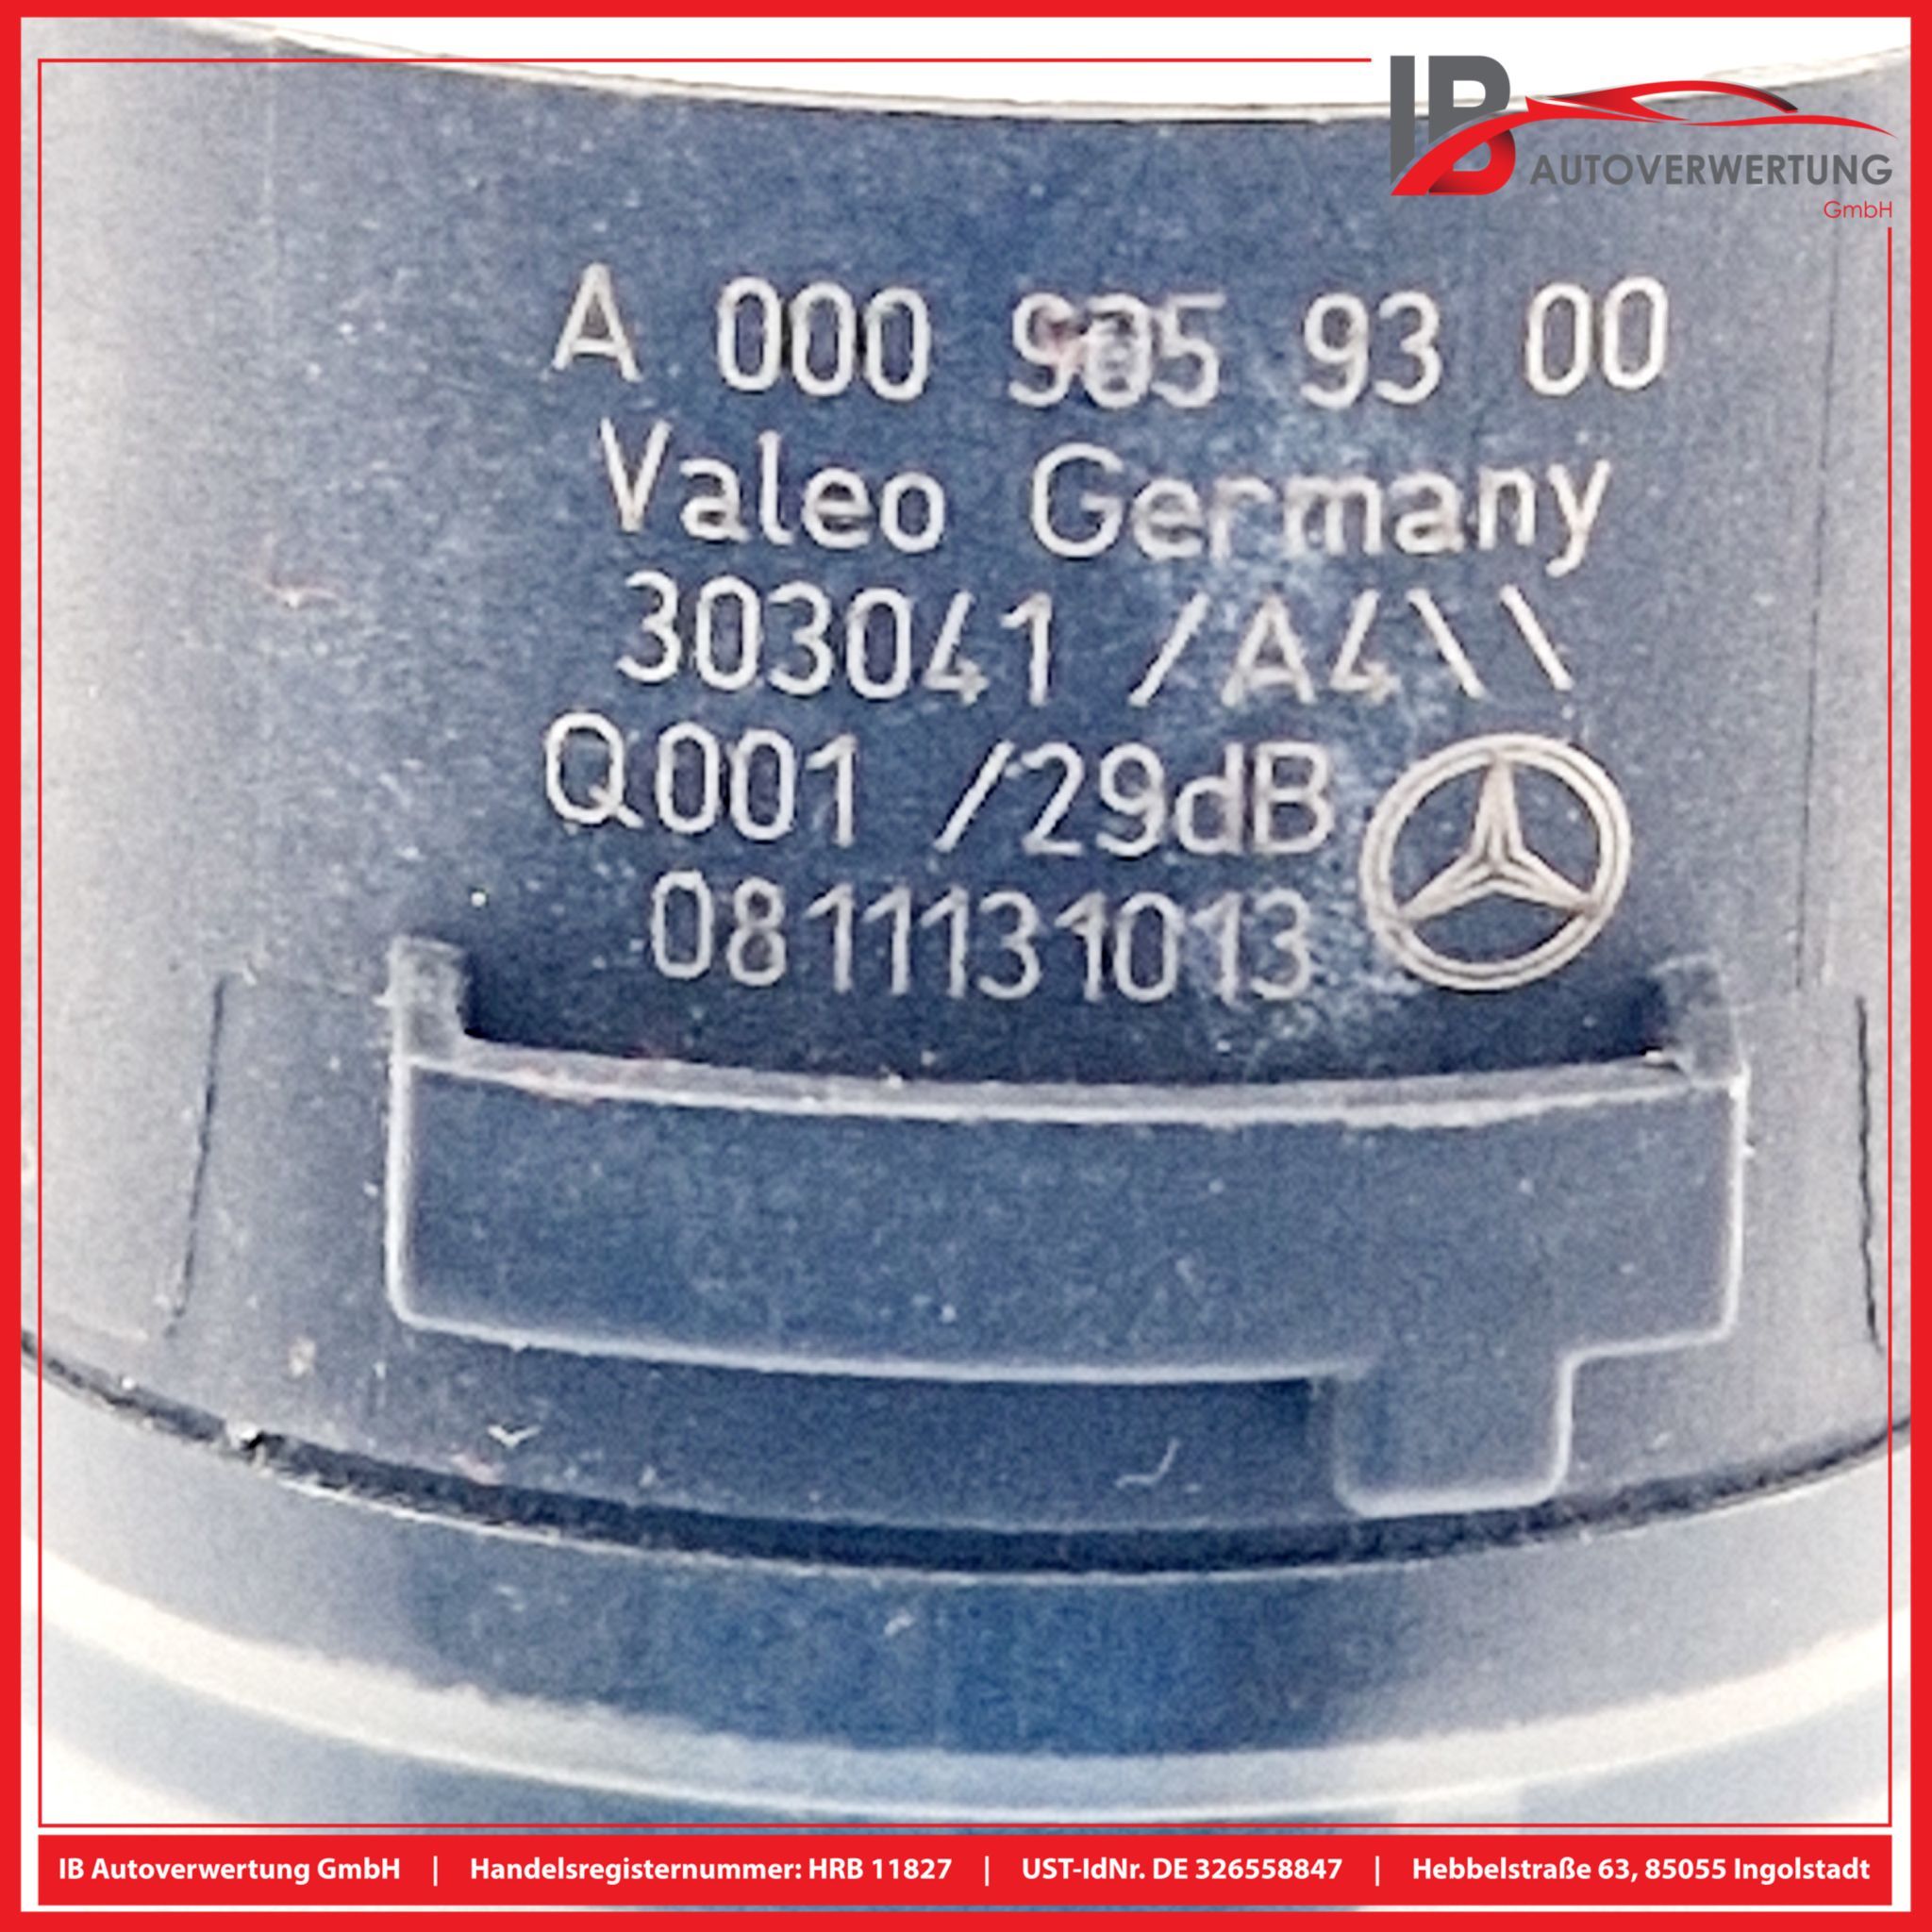 IB
AUTOVERWERTUNG
GmbH
A 000 905 93 00
Valeo Germany
303041 /A4\\
Q001 /29dB
0811131013
IB Autoverwertung GmbH | Handelsregisternummer: HRB 11827 | UST-IdNr. DE 326558847 | Hebbelstraße 63, 85055 Ingolstadt